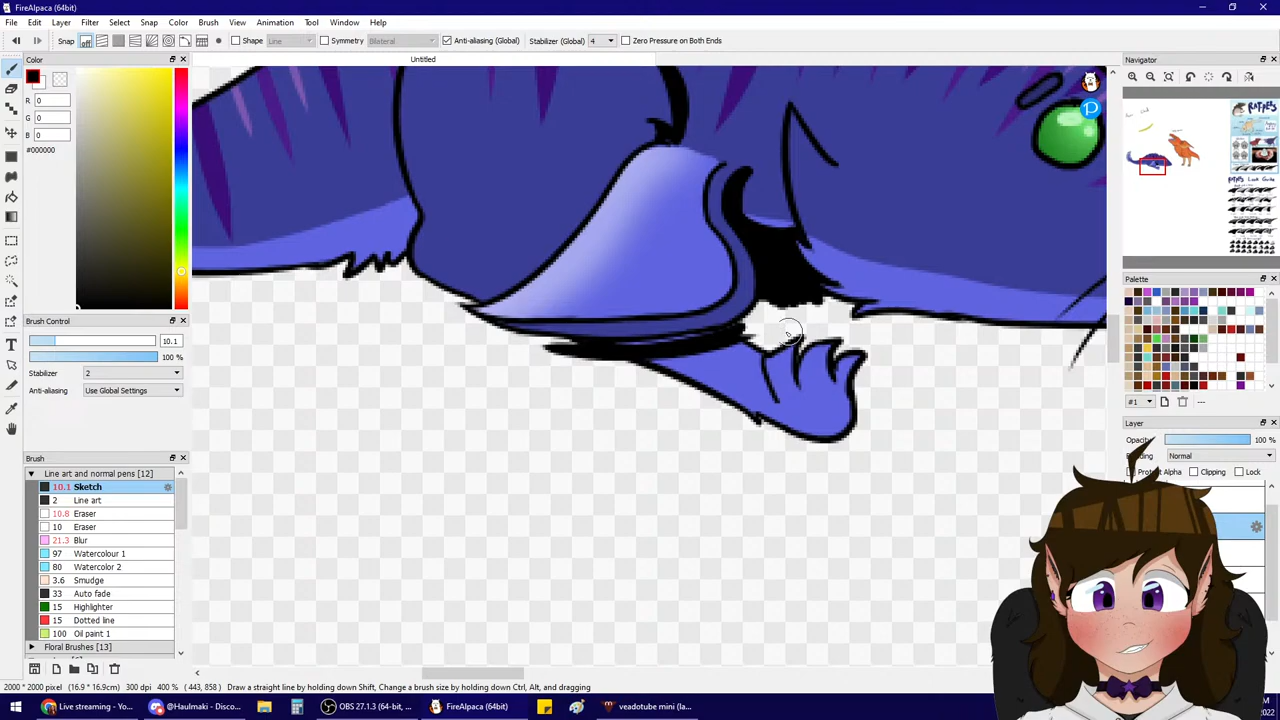 FireAlpaca (64bit)
File Edit Layer Filter Select Snap Color Brush View Animation Tool Window Help
Snap off Shape Line Symmetry Bilateral Anti-aliasing (Global) Stabilizer (Global) 4 Zero Pressure on Both Ends
Color
Untitled
Navigator
R 0
G 0
B 0
#000000
Brush Control
10.1
100 %
Stabilizer 2
Anti-aliasing Use Global Settings
Palette
#1
Layer
Opacity 100 %
Normal
Protect Alpha Clipping Lock
Brush
Line art and normal pens [12]
10.1 Sketch
2 Line art
10.8 Eraser
10 Eraser
21.3 Blur
97 Watercolour 1
80 Watercolor 2
3.6 Smudge
33 Auto fade
15 Highlighter
15 Dotted line
100 Oil paint 1
Floral Brushes [13]
2000 * 2000 pixel (16.9 * 16.9cm) 300 dpi 400 % ( 443, 858 ) Draw a straight line by holding down Shift, Change a brush size by holding down Ctrl, Alt, and dragging
Live streaming - Yo... @Haulmaki - Disco... OBS 27.1.3 (64-bit, ... FireAlpaca (64bit) veadotube mini (la...
2022